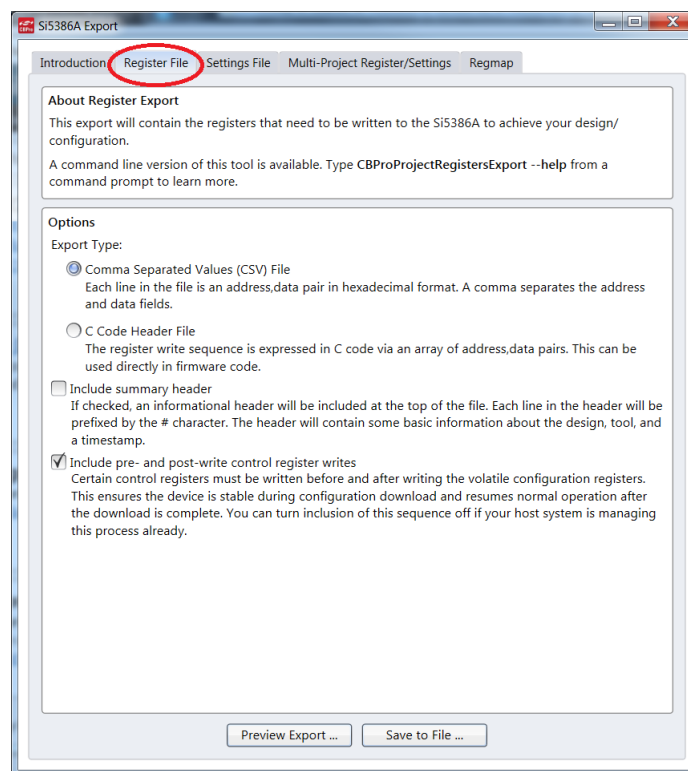 Si5386A Export
Introduction Register File Settings File Multi-Project Register/Settings Regmap
About Register Export
This export will contain the registers that need to be written to the Si5386A to achieve your design/
configuration.
A command line version of this tool is available. Type CBProProjectRegistersExport --help from a
command prompt to learn more.
Options
Export Type:
Comma Separated Values (CSV) File
Each line in the file is an address,data pair in hexadecimal format. A comma separates the address
and data fields.
C Code Header File
The register write sequence is expressed in C code via an array of address,data pairs. This can be
used directly in firmware code.
Include summary header
If checked, an informational header will be included at the top of the file. Each line in the header will be
prefixed by the # character. The header will contain some basic information about the design, tool, and
a timestamp.
Include pre- and post-write control register writes
Certain control registers must be written before and after writing the volatile configuration registers.
This ensures the device is stable during configuration download and resumes normal operation after
the download is complete. You can turn inclusion of this sequence off if your host system is managing
this process already.
Preview Export ... Save to File ...